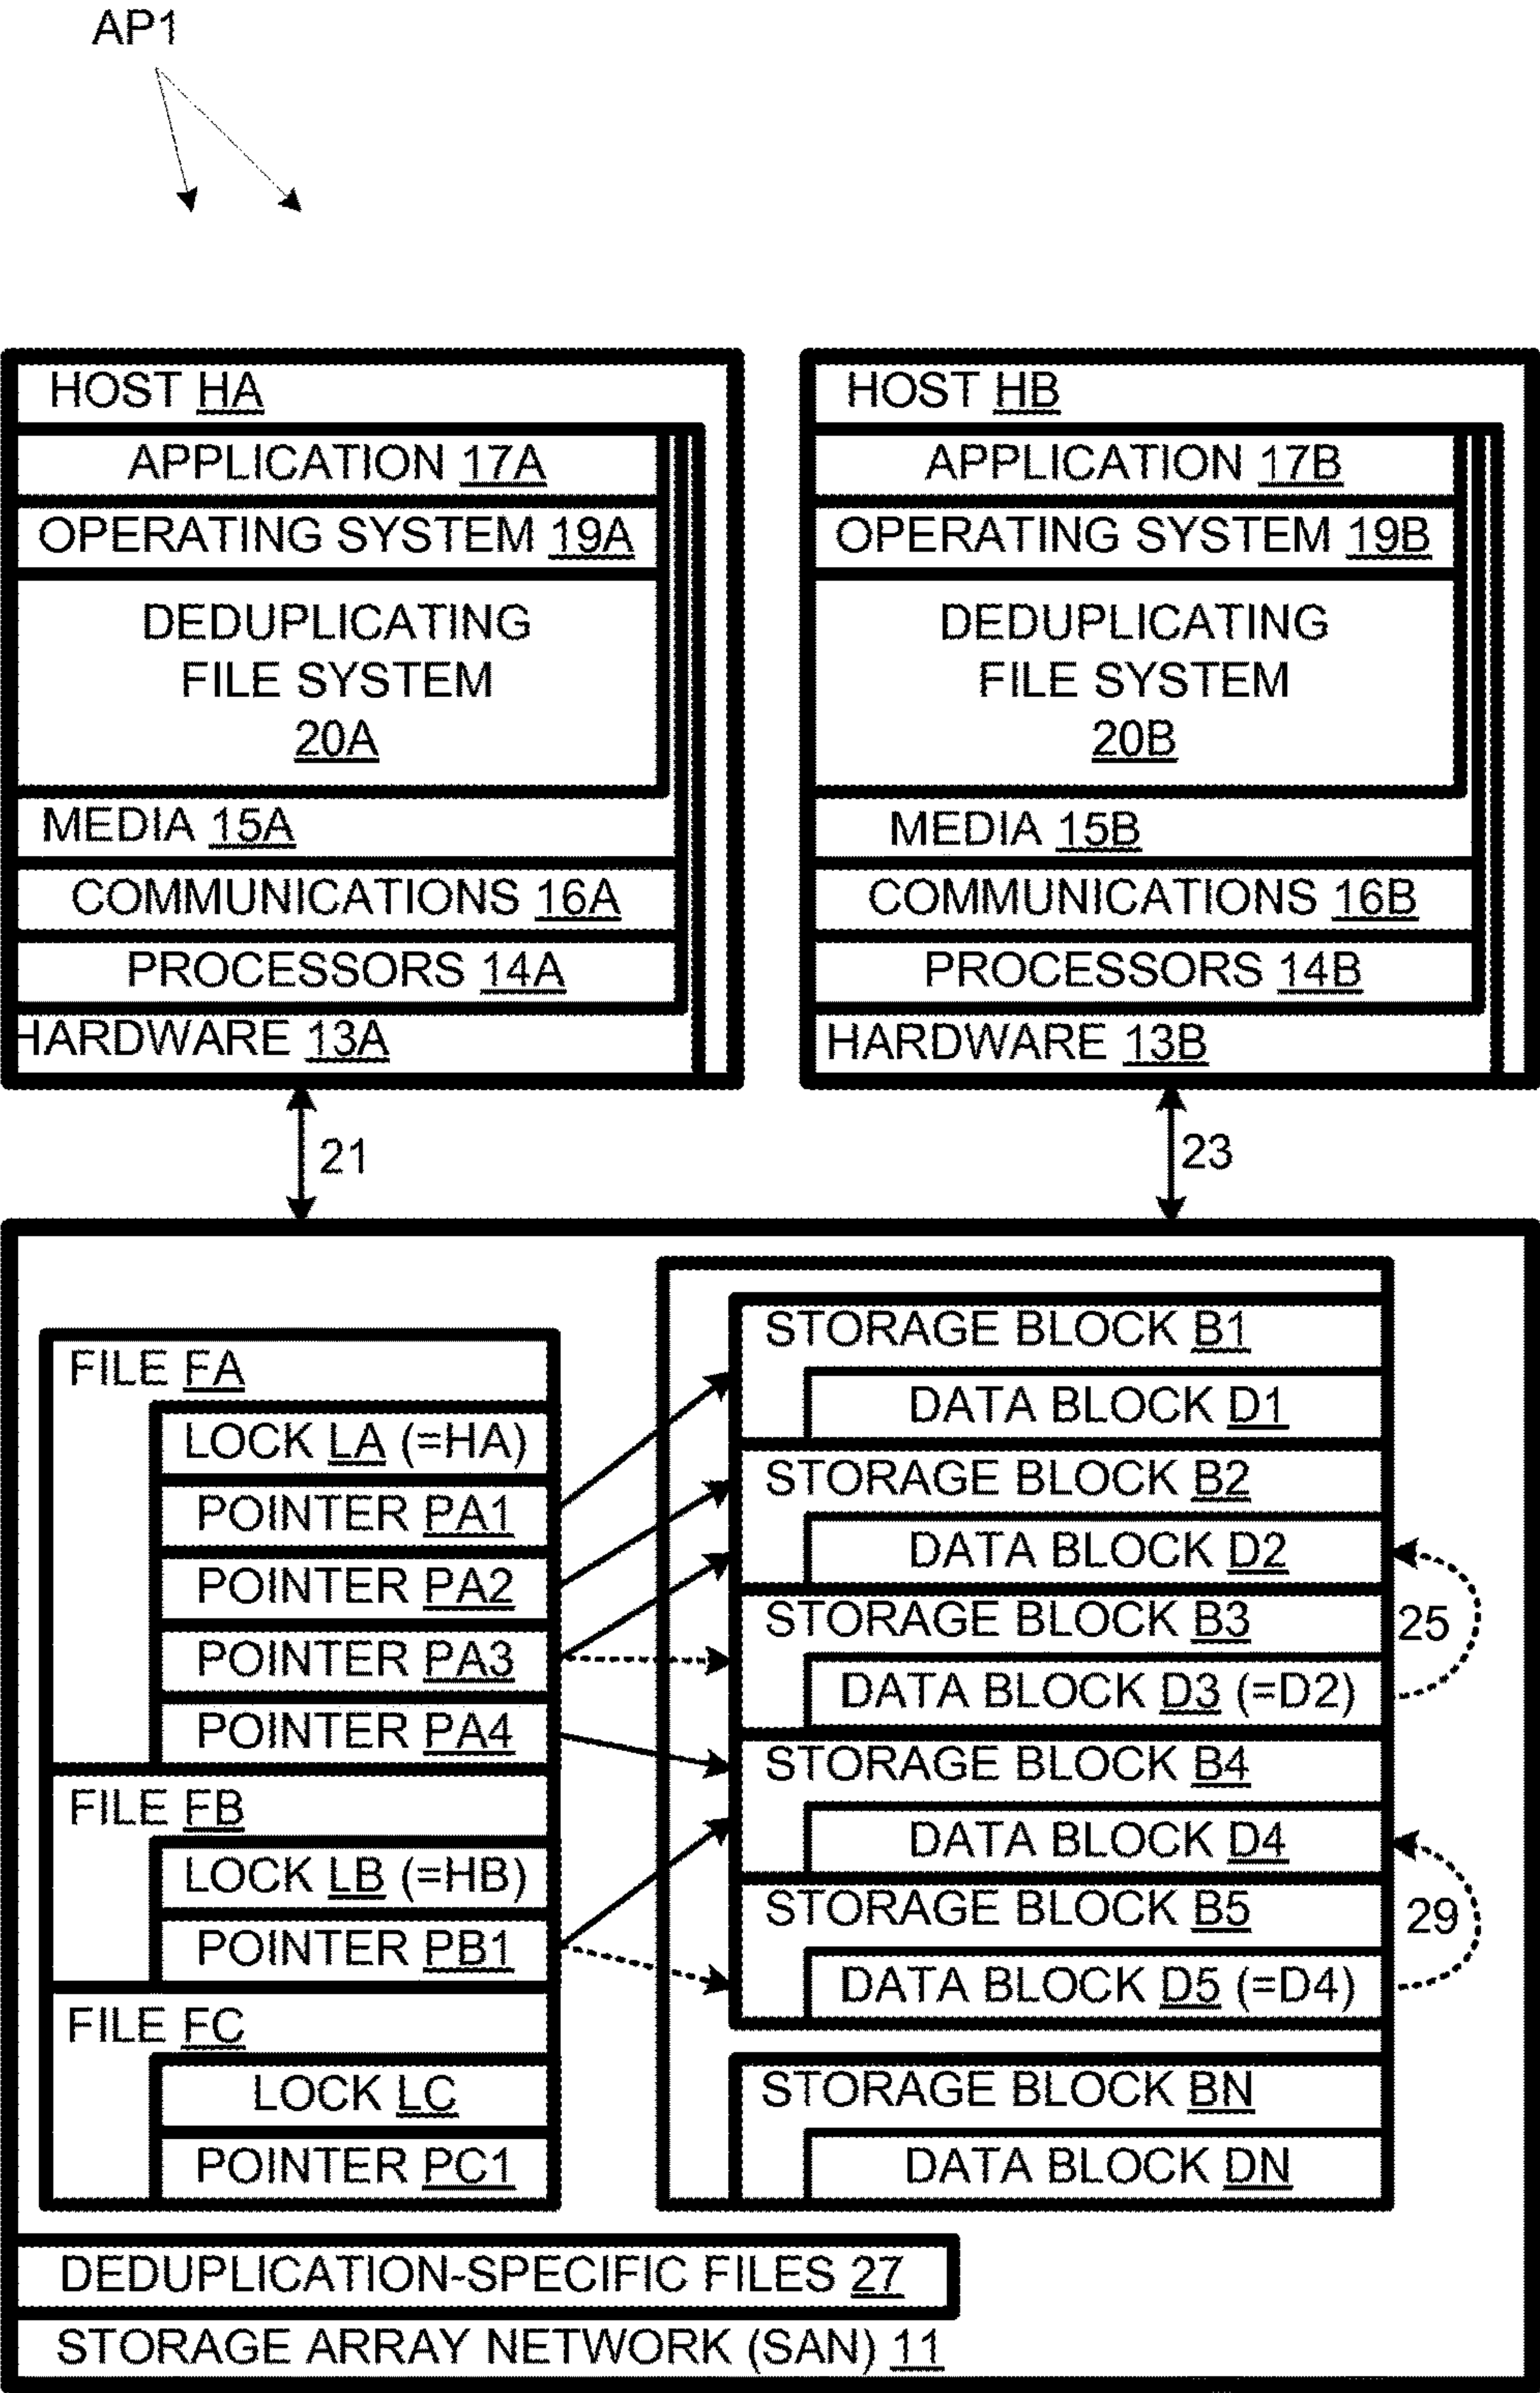 AP1
HOST HA
APPLICATION 17A
OPERATING SYSTEM 19A
DEDUPLICATING
FILE SYSTEM
20A
MEDIA 15A
COMMUNICATIONS 16A
PROCESSORS 14A
HARDWARE 13A
HOST HB
APPLICATION 17B
OPERATING SYSTEM 19B
DEDUPLICATING
FILE SYSTEM
20B
MEDIA 15B
COMMUNICATIONS 16B
PROCESSORS 14B
HARDWARE 13B
21
23
FILE FA
LOCK LA (=HA)
POINTER PA1
POINTER PA2
POINTER PA3
POINTER PA4
FILE FB
LOCK LB (=HB)
POINTER PB1
FILE FC
LOCK LC
POINTER PC1
STORAGE BLOCK B1
DATA BLOCK D1
STORAGE BLOCK B2
DATA BLOCK D2
STORAGE BLOCK B3
DATA BLOCK D3 (=D2)
25
STORAGE BLOCK B4
DATA BLOCK D4
STORAGE BLOCK B5
DATA BLOCK D5 (=D4)
29
STORAGE BLOCK BN
DATA BLOCK DN
DEDUPLICATION-SPECIFIC FILES 27
STORAGE ARRAY NETWORK (SAN) 11